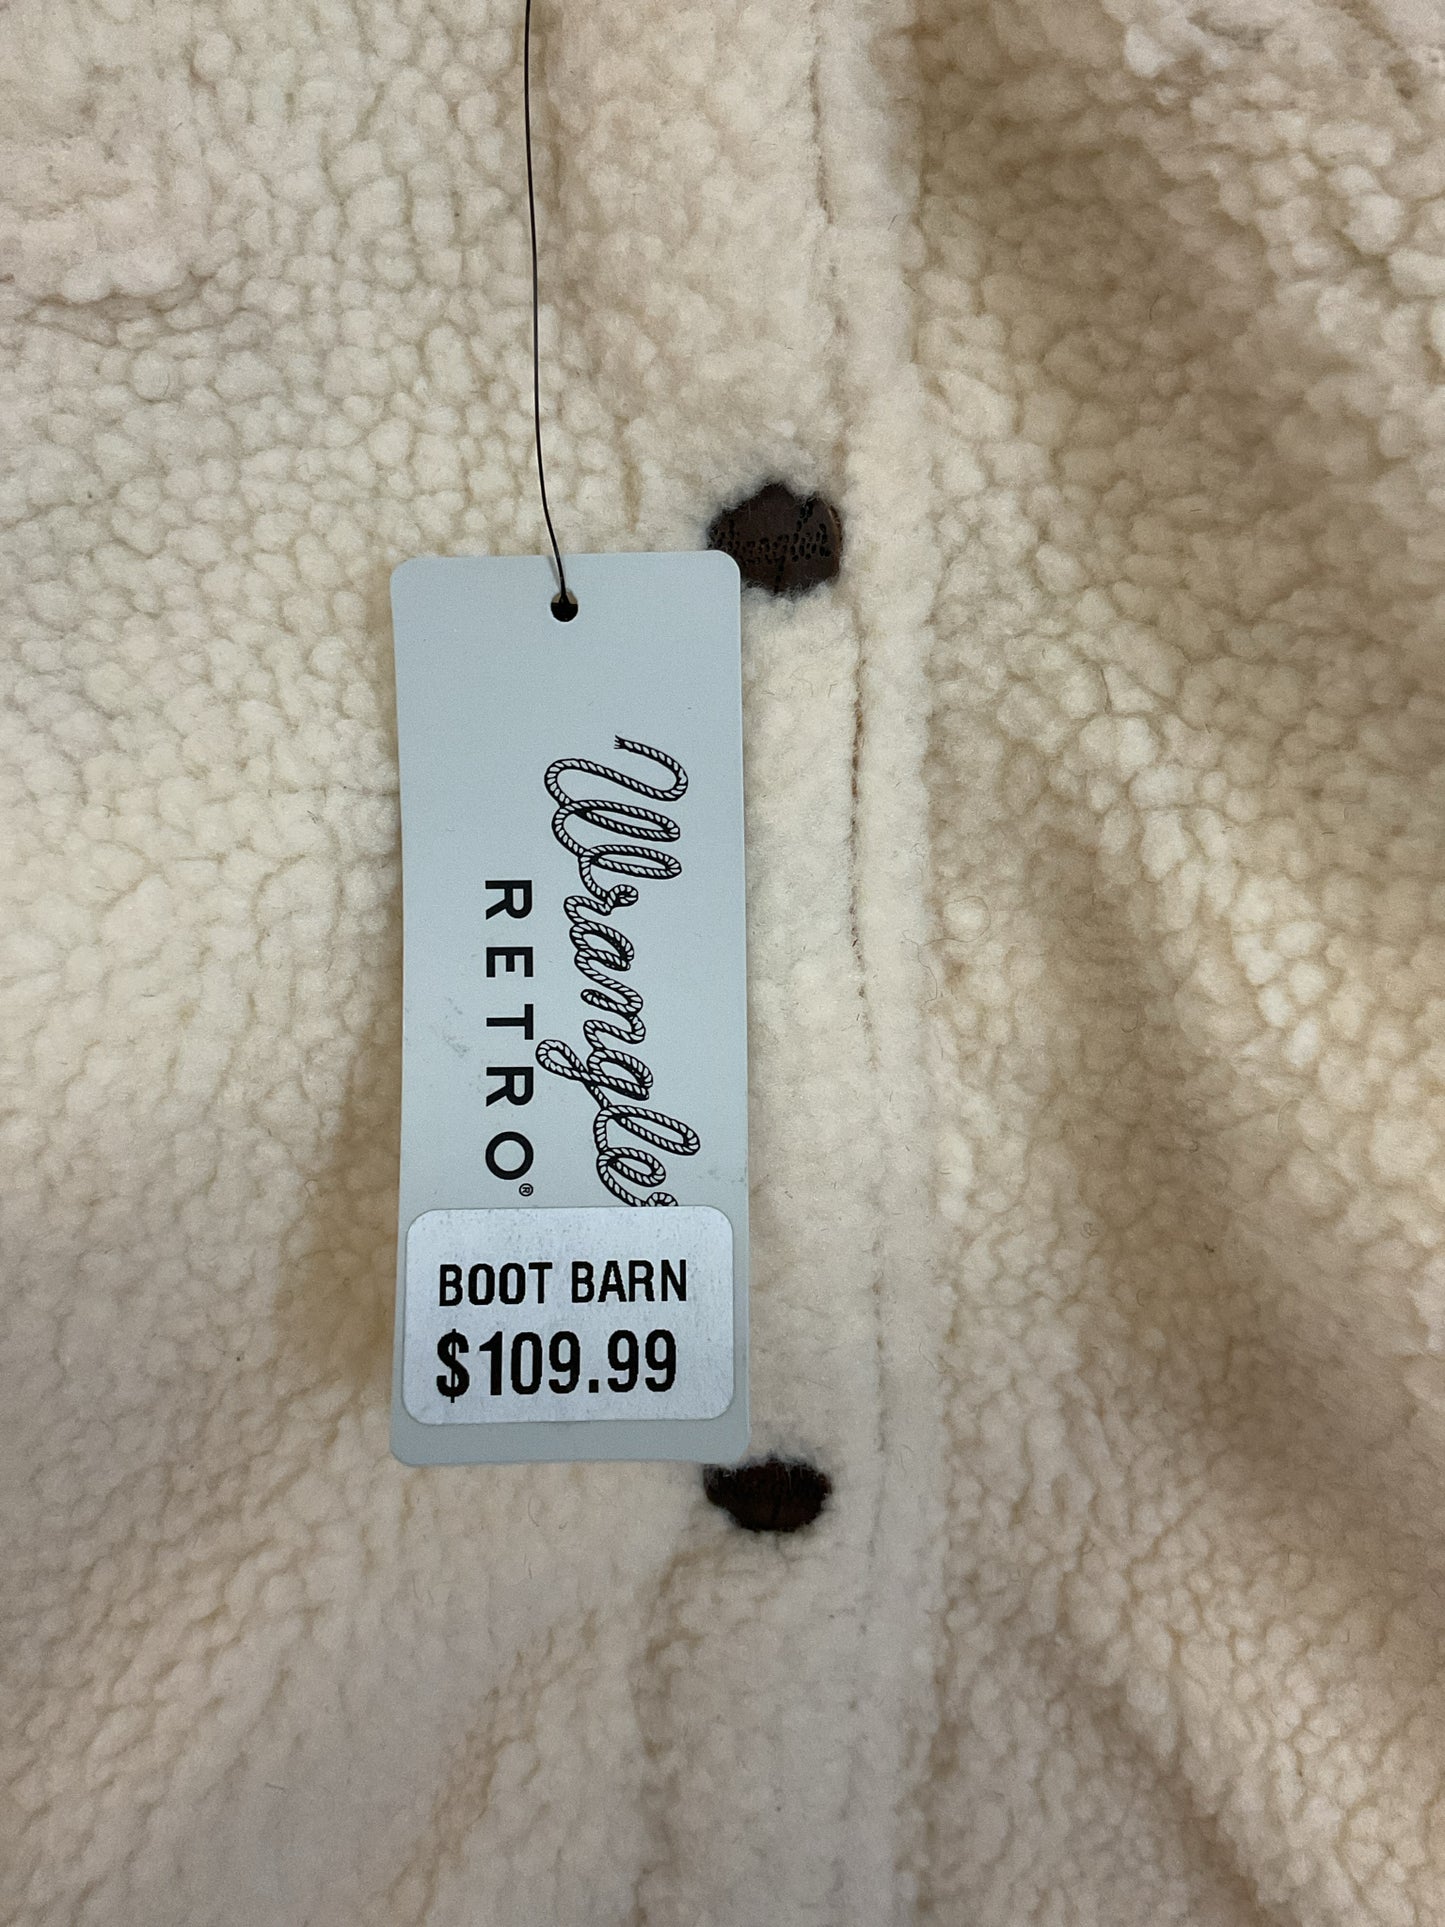 Wrangler
RETRO®
BOOT BARN
$109.99